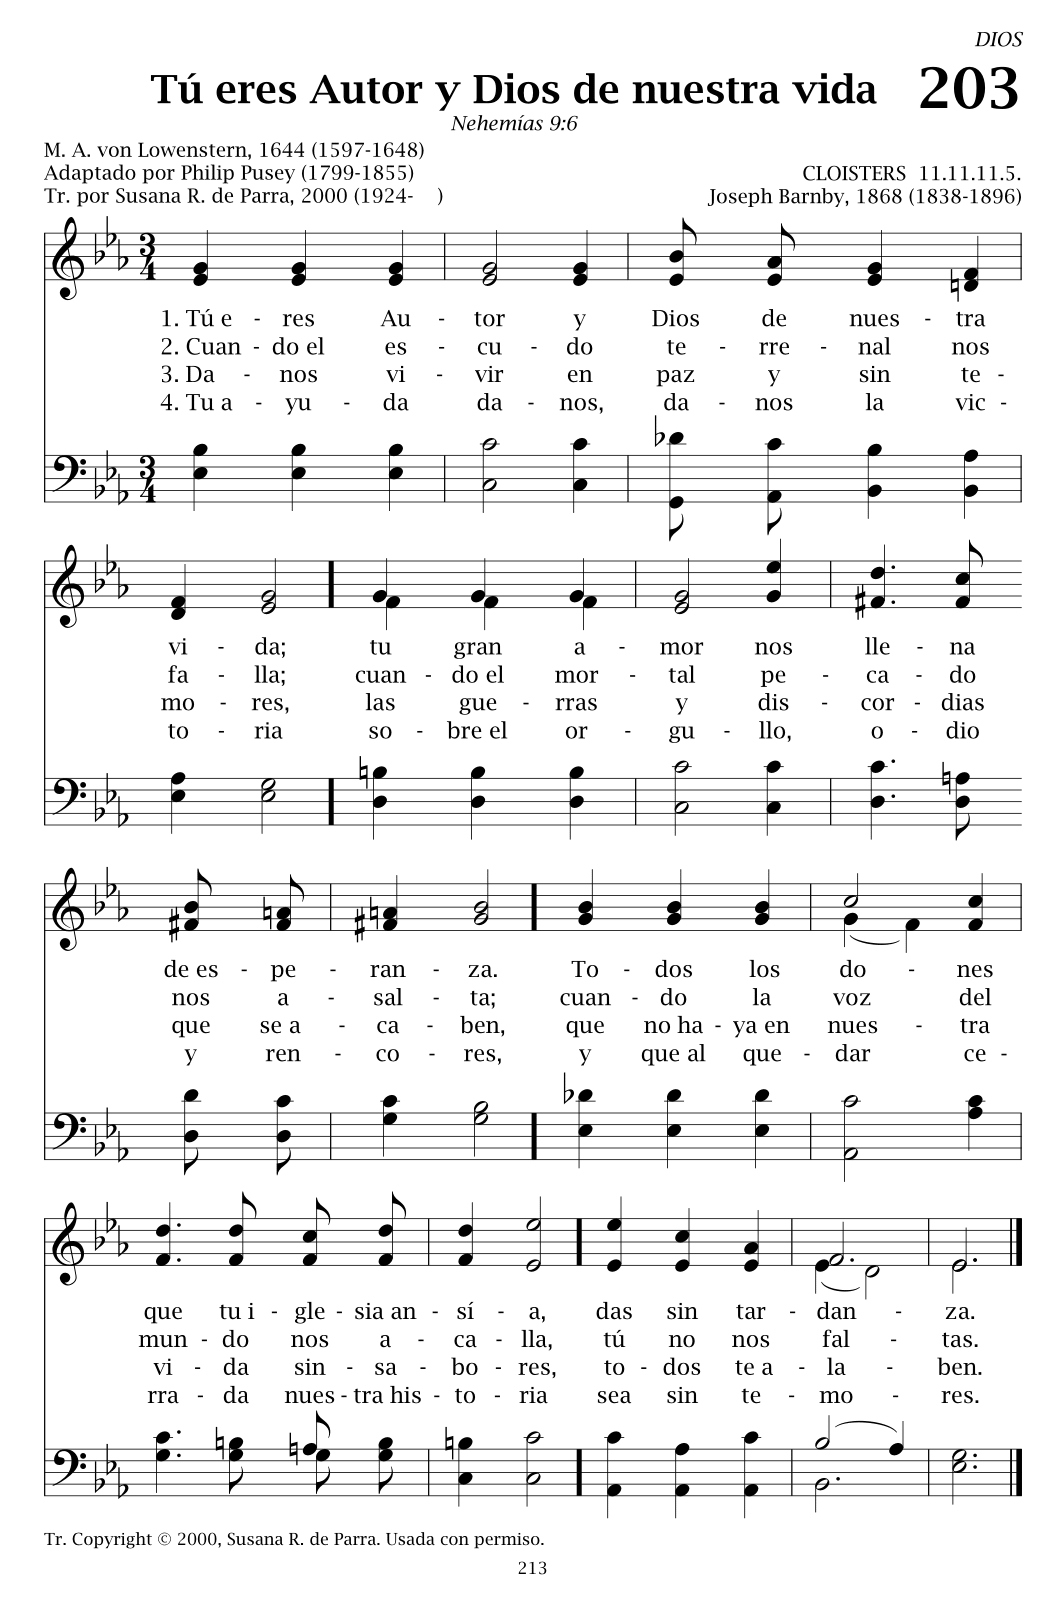 DIOS
Tú eres Autor y Dios de nuestra vida 203
Nehemías 9:6
M. A. von Lowenstern, 1644 (1597-1648)
Adaptado por Philip Pusey (1799-1855)
CLOISTERS 11.11.11.5.
Tr. por Susana R. de Parra, 2000 (1924- )
Joseph Barnby, 1868 (1838-1896)
3 4
1. Tú e - res Au - tor y Dios de nues - tra
2. Cuan - do el es - cu - do te - rre - nal nos
3. Da - nos vi - vir en paz y sin te -
4. Tu a - yu - da da - nos, da - nos la vic -
3 4
vi - da; tu gran a - mor nos lle - na
fa - lla; cuan - do el mor - tal pe - ca - do
mo - res, las gue - rras y dis - cor - dias
to - ria so - bre el or - gu - llo, o - dio
de es - pe - ran - za. To - dos los do - nes
nos a - sal - ta; cuan - do la voz del
que se a - ca - ben, que no ha - ya en nues - tra
y ren - co - res, y que al que - dar ce -
que tu i - gle - sia an - sí - a, das sin tar - dan - za.
mun - do nos a - ca - lla, tú no nos fal - tas.
vi - da sin - sa - bo - res, to - dos te a - la - ben.
rra - da nues - tra his - to - ria sea sin te - mo - res.
Tr. Copyright © 2000, Susana R. de Parra. Usada con permiso.
213